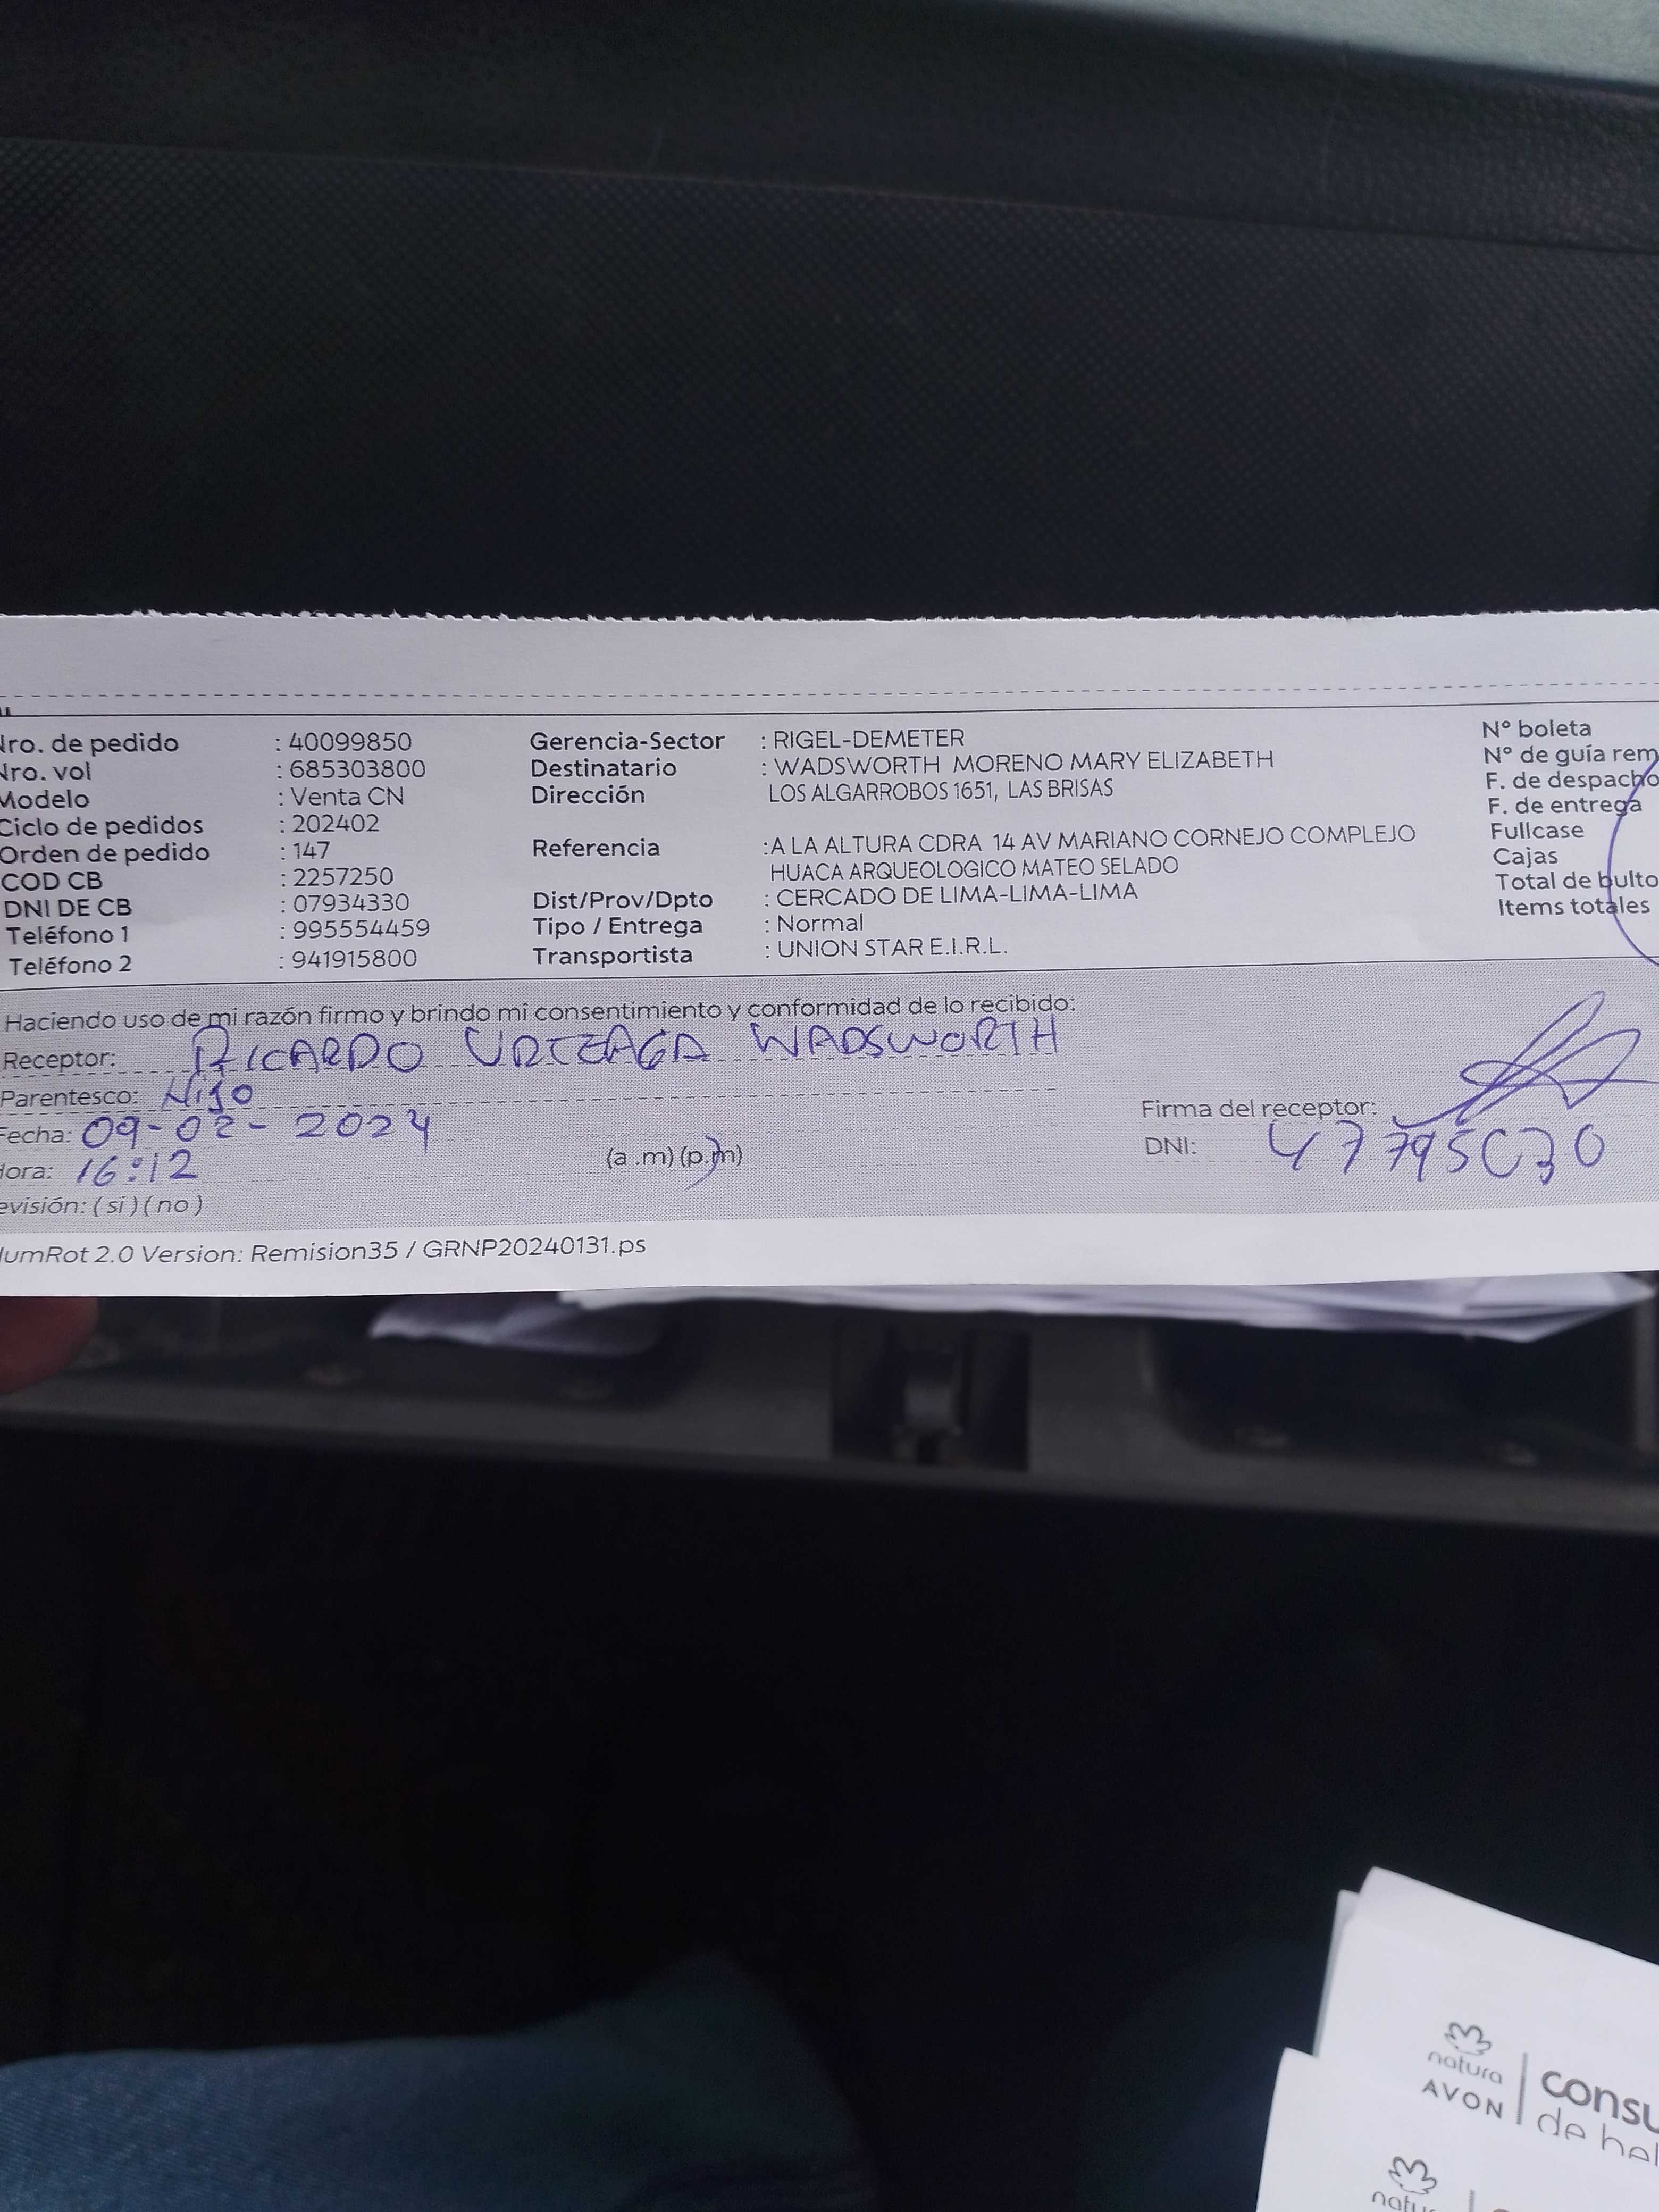 Nro. de pedido : 40099850 Gerencia-Sector : RIGEL-DEMETER N° boleta
Nro. vol : 685303800 Destinatario : WADSWORTH MORENO MARY ELIZABETH N° de guía rem
Modelo : Venta CN Dirección LOS ALGARROBOS 1651, LAS BRISAS F. de despacho
Ciclo de pedidos : 202402 F. de entrega
Orden de pedido : 147 Referencia :A LA ALTURA CDRA 14 AV MARIANO CORNEJO COMPLEJO Fullcase
COD CB : 2257250 HUACA ARQUEOLOGICO MATEO SELADO Cajas
DNI DE CB : 07934330 Dist/Prov/Dpto : CERCADO DE LIMA-LIMA-LIMA Total de bulto
Teléfono 1 : 995554459 Tipo / Entrega : Normal Items totales
Teléfono 2 : 941915800 Transportista : UNION STAR E.I.R.L.
Haciendo uso de mi razón firmo y brindo mi consentimiento y conformidad de lo recibido:
Receptor: RICARDO URTEAGA WADSWORTH
Parentesco: Hijo
Fecha: 09-02-2024 Firma del receptor:
Hora: 16:12 (a .m) (p.m) DNI:
evisión: ( si ) ( no )
NumRot 2.0 Version: Remision35 / GRNP20240131.ps
natura
AVON
consu
de bel
natu